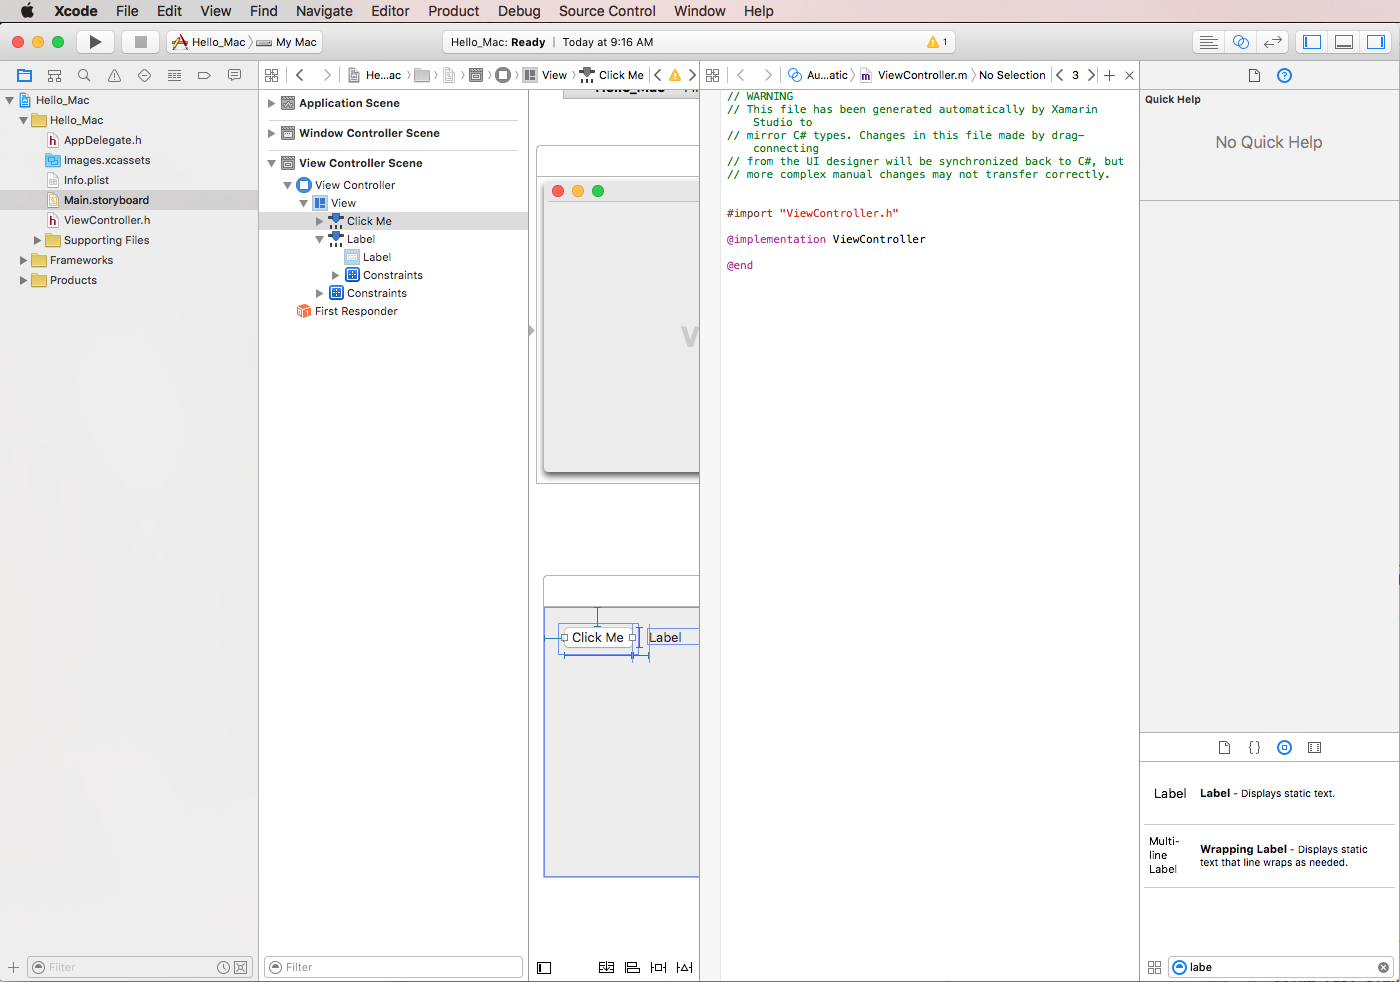 Xcode File Edit View Find Navigate Editor Product Debug Source Control Window Help
Hello_Mac My Mac
Hello_Mac: Ready | Today at 9:16 AM
1
He...ac View Click Me
Au...atic ViewController.m No Selection 3
Hello_Mac
Hello_Mac
AppDelegate.h
Images.xcassets
Info.plist
Main.storyboard
ViewController.h
Supporting Files
Frameworks
Products
Filter
Application Scene
Window Controller Scene
View Controller Scene
View Controller
View
Click Me
Label
Label
Constraints
Constraints
First Responder
Filter
Click Me
Label
// WARNING
// This file has been generated automatically by Xamarin
Studio to
// mirror C# types. Changes in this file made by drag-
connecting
// from the UI designer will be synchronized back to C#, but
// more complex manual changes may not transfer correctly.
#import "ViewController.h"
@implementation ViewController
@end
Quick Help
No Quick Help
Label
Label - Displays static text.
Multi-
line
Label
Wrapping Label - Displays static
text that line wraps as needed.
labe